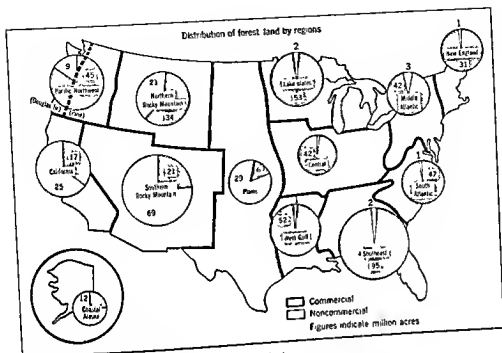 Distribution of forest land by regions
9
45
Pacific Northwest
(Douglas fir)
(Pine)
23
Northern
Rocky Mountain
34
2
Lake States
53
3
42
Middle
Atlantic
1
New England
31
17
California
25
21
Southern
Rocky Mountain
69
29
Plains
42
Central
1
47
South
Atlantic
52
West Gulf
2
Southeast
95
12
Coastal
Alaska
Commercial
Noncommercial
Figures indicate million acres